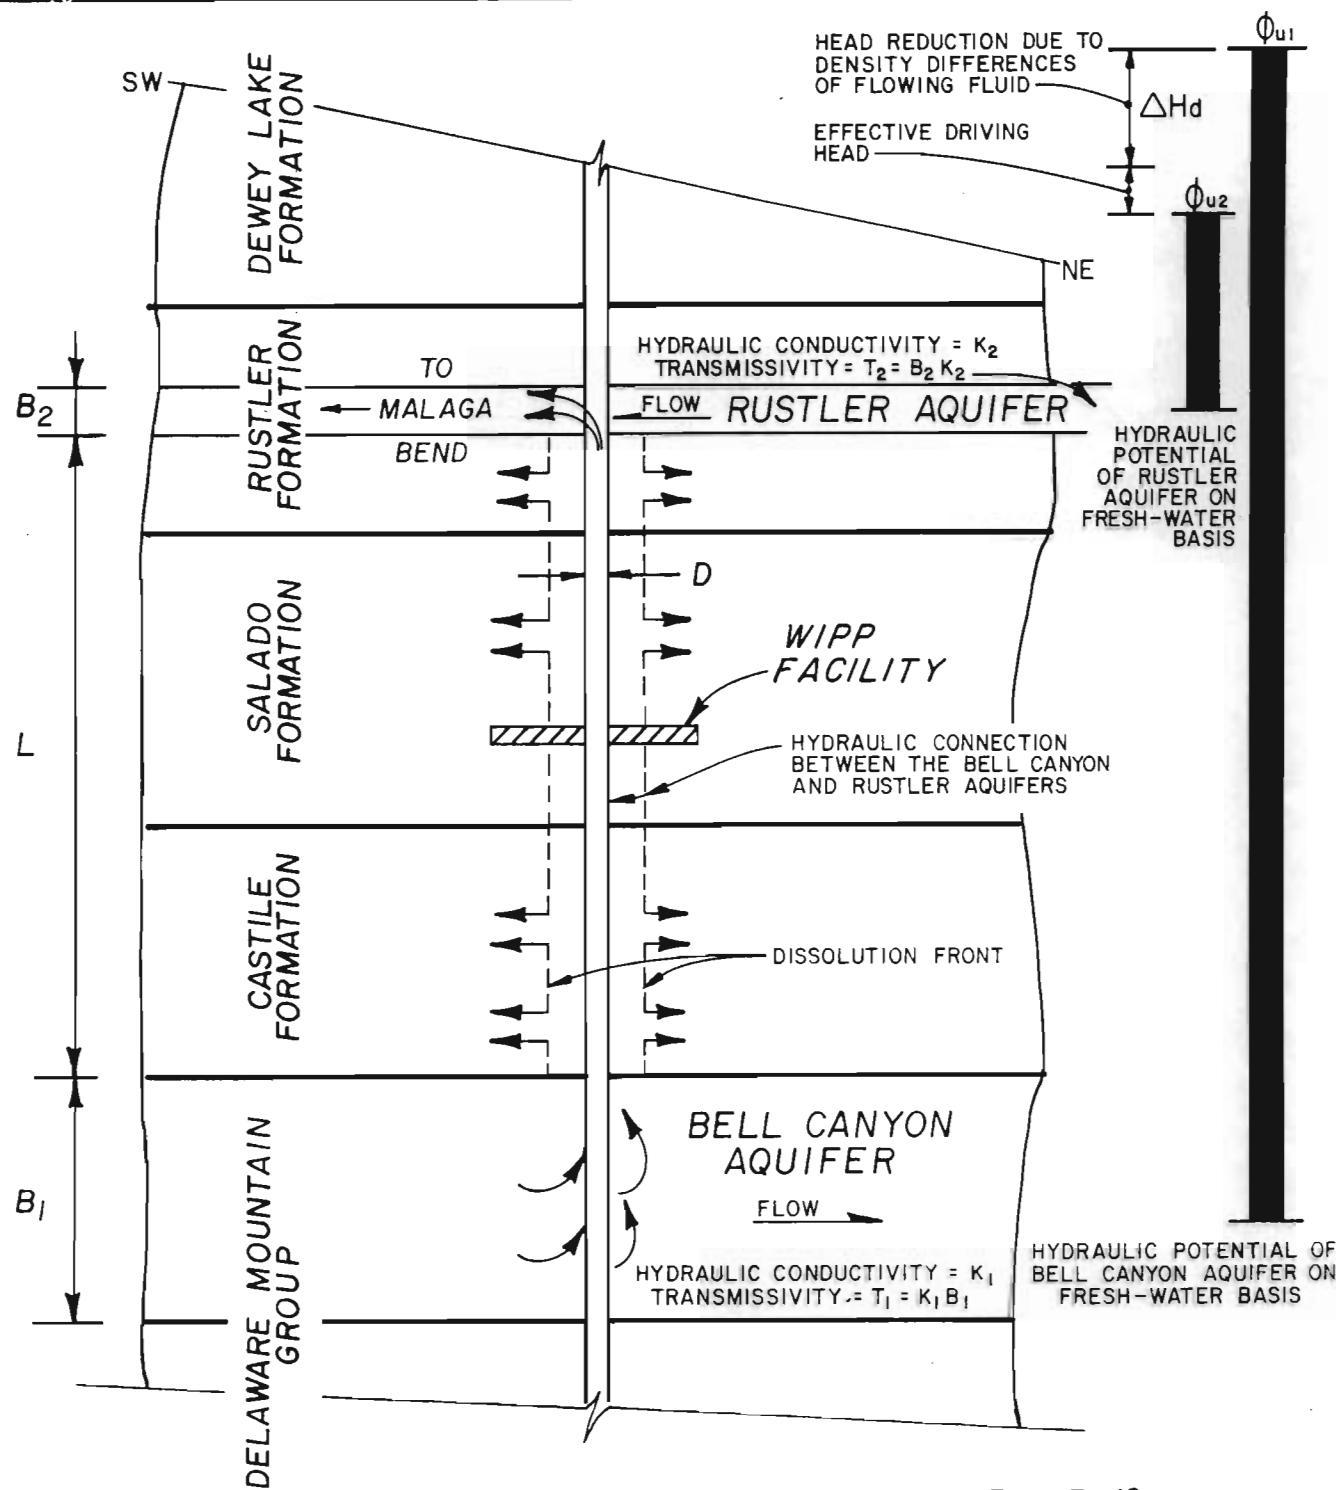 SW
DEWEY LAKE
FORMATION
HEAD REDUCTION DUE TO
DENSITY DIFFERENCES
OF FLOWING FLUID
ΔHd
EFFECTIVE DRIVING
HEAD
ϕu1
ϕu2
NE
RUSTLER
FORMATION
HYDRAULIC CONDUCTIVITY = K2
TRANSMISSIVITY = T2 = B2 K2
B2
TO
MALAGA
BEND
FLOW
RUSTLER AQUIFER
HYDRAULIC
POTENTIAL
OF RUSTLER
AQUIFER ON
FRESH-WATER
BASIS
D
SALADO
FORMATION
WIPP
FACILITY
L
HYDRAULIC CONNECTION
BETWEEN THE BELL CANYON
AND RUSTLER AQUIFERS
CASTILE
FORMATION
DISSOLUTION FRONT
BELL CANYON
AQUIFER
B1
FLOW
DELAWARE MOUNTAIN
GROUP
HYDRAULIC CONDUCTIVITY = K1
TRANSMISSIVITY = T1 = K1 B1
HYDRAULIC POTENTIAL OF
BELL CANYON AQUIFER ON
FRESH-WATER BASIS